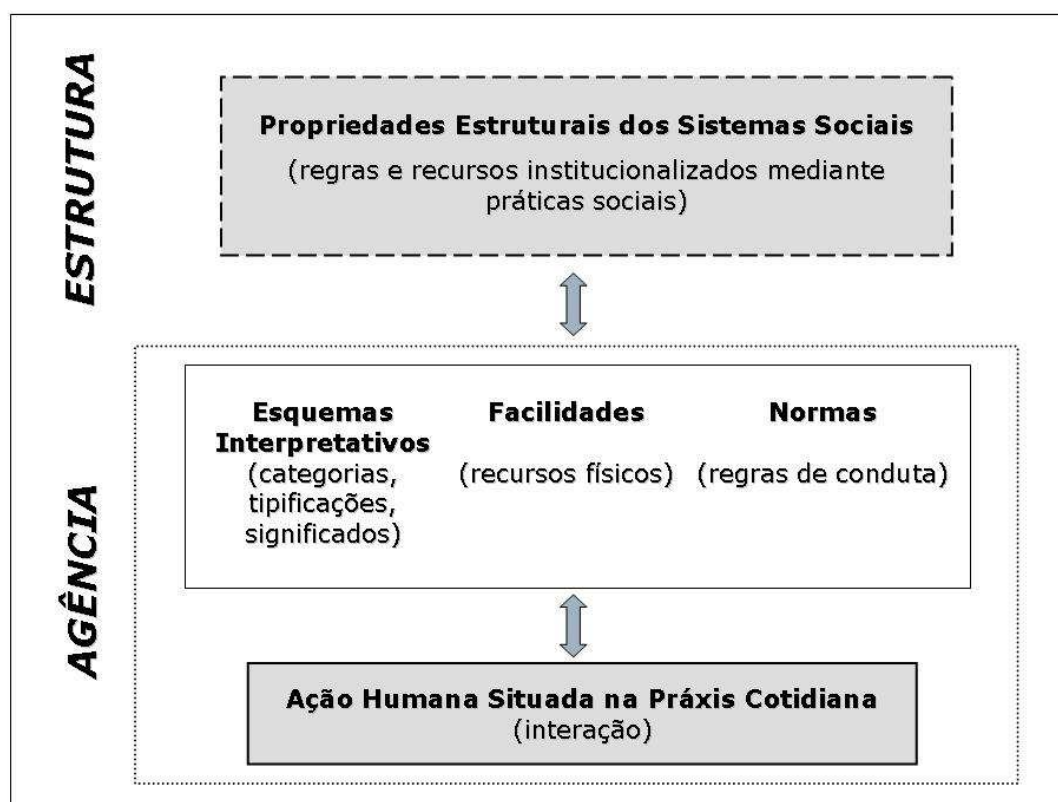 ESTRUTURA
Propriedades Estruturais dos Sistemas Sociais
(regras e recursos institucionalizados mediante
práticas sociais)
AGÊNCIA
Esquemas
Interpretativos
(categorias,
tipificações,
significados)
Facilidades
(recursos físicos)
Normas
(regras de conduta)
Ação Humana Situada na Práxis Cotidiana
(interação)